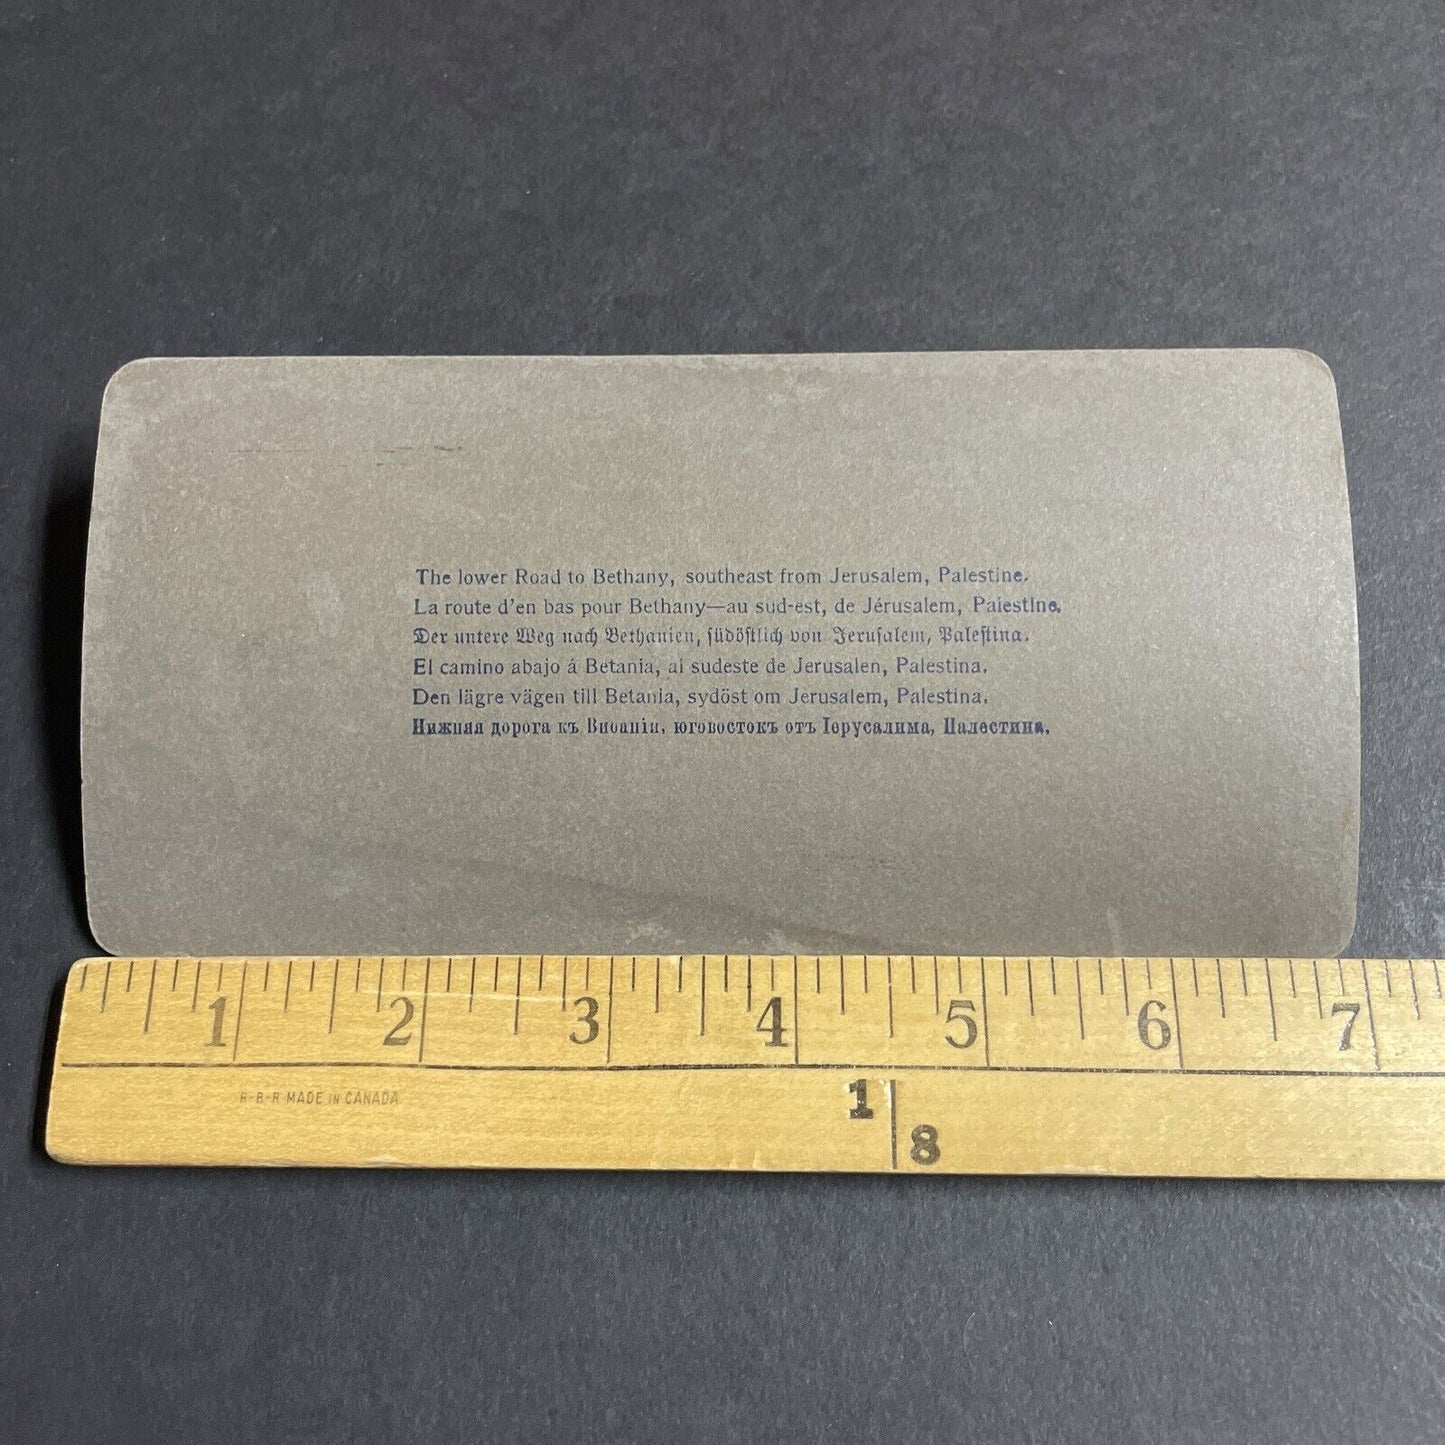 The lower Road to Bethany, southeast from Jerusalem, Palestine.
La route d'en bas pour Bethany—au sud-est, de Jérusalem, Palestine.
Der untere Weg nach Bethanien, südöstlich von Jerusalem, Palestina.
El camino abajo á Betania, al sudeste de Jerusalen, Palestina.
Den lägre vägen till Betania, sydöst om Jerusalem, Palestina.
Нижняя дорога къ Виѳаніи, юговостокъ отъ Іерусалима, Палестина.
1 2 3 4 5 6 7
R-B-R MADE IN CANADA
1
8